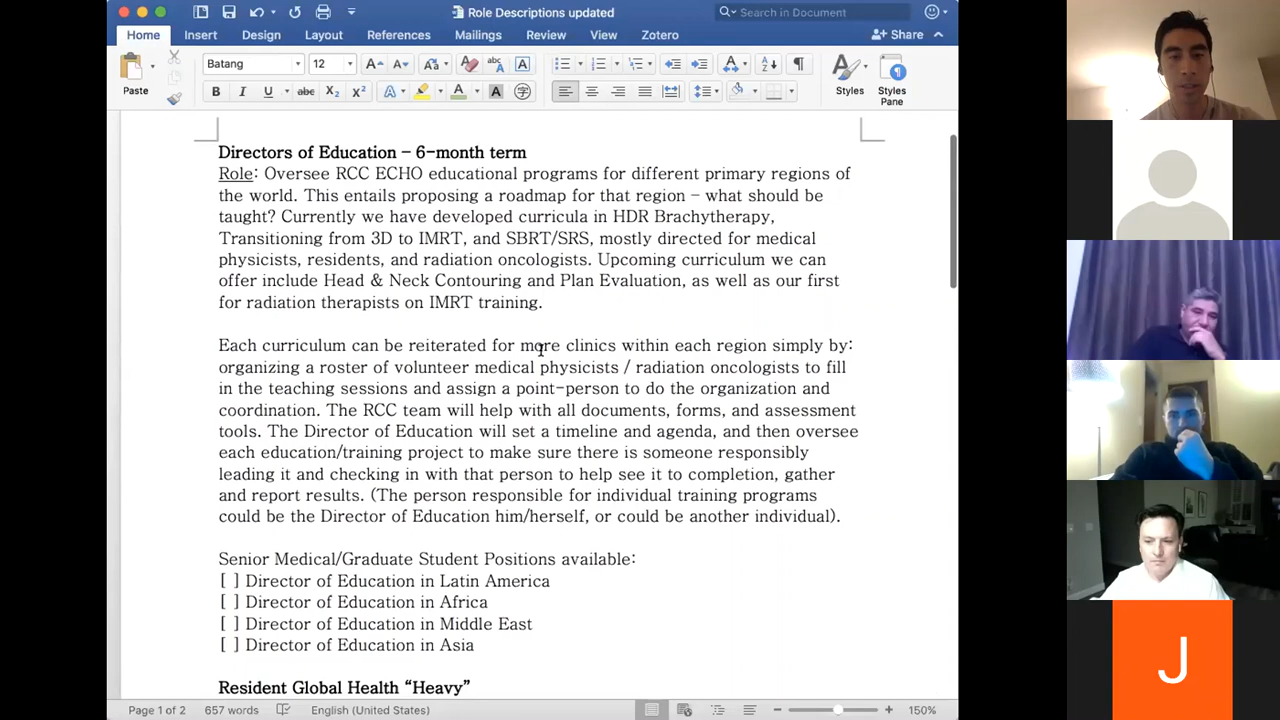 Role Descriptions updated
Search in Document
Home Insert Design Layout References Mailings Review View Zotero
Share
Paste
Batang 12
Styles
Styles Pane
Directors of Education – 6-month term
Role: Oversee RCC ECHO educational programs for different primary regions of
the world. This entails proposing a roadmap for that region – what should be
taught? Currently we have developed curricula in HDR Brachytherapy,
Transitioning from 3D to IMRT, and SBRT/SRS, mostly directed for medical
physicists, residents, and radiation oncologists. Upcoming curriculum we can
offer include Head & Neck Contouring and Plan Evaluation, as well as our first
for radiation therapists on IMRT training.
Each curriculum can be reiterated for more clinics within each region simply by:
organizing a roster of volunteer medical physicists / radiation oncologists to fill
in the teaching sessions and assign a point-person to do the organization and
coordination. The RCC team will help with all documents, forms, and assessment
tools. The Director of Education will set a timeline and agenda, and then oversee
each education/training project to make sure there is someone responsibly
leading it and checking in with that person to help see it to completion, gather
and report results. (The person responsible for individual training programs
could be the Director of Education him/herself, or could be another individual).
Senior Medical/Graduate Student Positions available:
[ ] Director of Education in Latin America
[ ] Director of Education in Africa
[ ] Director of Education in Middle East
[ ] Director of Education in Asia
Resident Global Health “Heavy”
Page 1 of 2 657 words English (United States) 150%
J